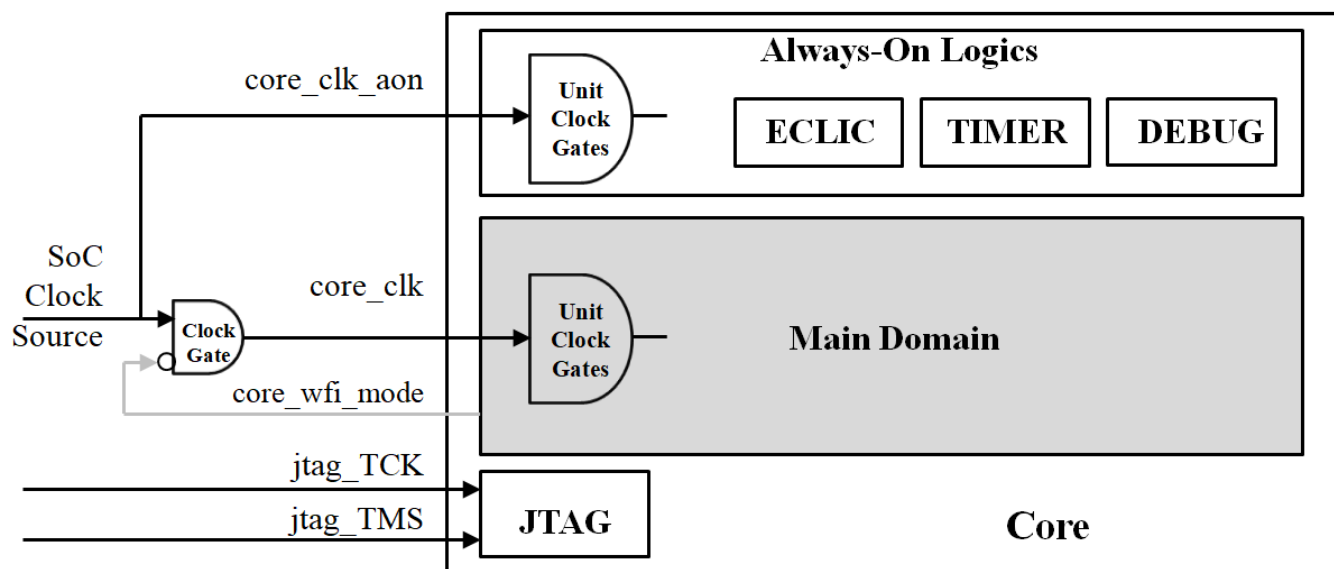 Always-On Logics
core_clk_aon
Unit
Clock
Gates
ECLIC
TIMER
DEBUG
SoC
Clock
Source
core_clk
Clock
Gate
Unit
Clock
Gates
Main Domain
core_wfi_mode
jtag_TCK
jtag_TMS
JTAG
Core